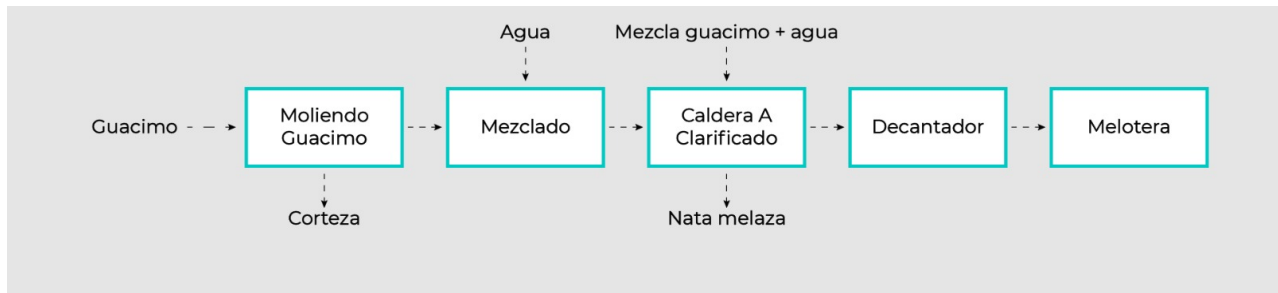 Agua
Mezcla guacimo + agua
Guacimo
Moliendo
Guacimo
Mezclado
Caldera A
Clarificado
Decantador
Melotera
Corteza
Nata melaza